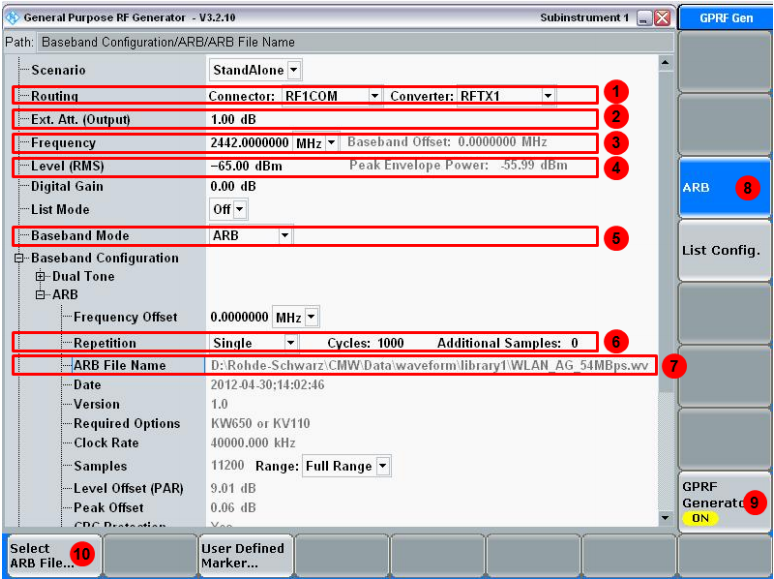 General Purpose RF Generator - V3.2.10 Subinstrument 1 GPRF Gen
Path: Baseband Configuration/ARB/ARB File Name
Scenario StandAlone
Routing Connector: RF1COM Converter: RFTX1 1
Ext. Att. (Output) 1.00 dB 2
Frequency 2442.0000000 MHz Baseband Offset: 0.0000000 MHz 3
Level (RMS) -65.00 dBm Peak Envelope Power: -55.99 dBm 4
Digital Gain 0.00 dB
ARB 8
List Mode Off
Baseband Mode ARB 5
List Config.
Baseband Configuration
Dual Tone
ARB
Frequency Offset 0.0000000 MHz
Repetition Single Cycles: 1000 Additional Samples: 0 6
ARB File Name D:\Rohde-Schwarz\CMW\Data\waveform\library1\WLAN_AG_54MBps.wv 7
Date 2012-04-30;14:02:46
Version 1.0
Required Options KW650 or KV110
Clock Rate 40000.000 kHz
Samples 11200 Range: Full Range
Level Offset (PAR) 9.01 dB
Peak Offset 0.06 dB
CRC Protection Yes
GPRF
Generato 9
ON
Select
ARB File... 10
User Defined
Marker...